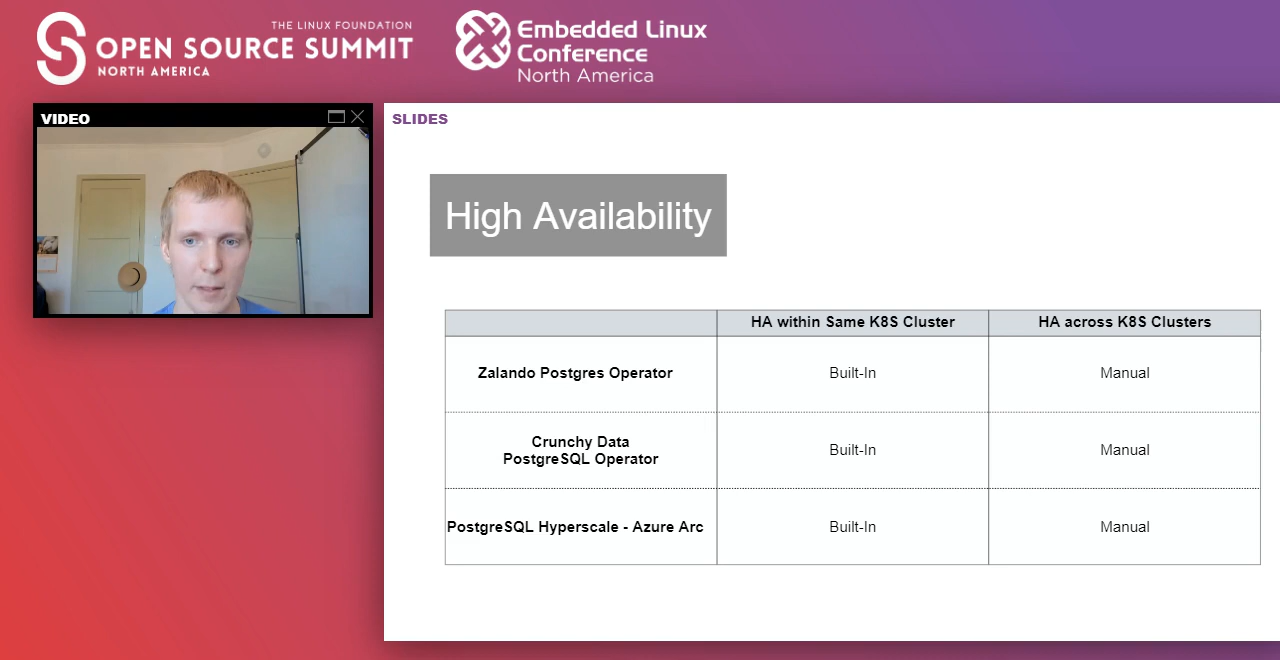 THE LINUX FOUNDATION
OPEN SOURCE SUMMIT
NORTH AMERICA
Embedded Linux
Conference
North America
VIDEO
SLIDES
High Availability
HA within Same K8S Cluster
HA across K8S Clusters
Zalando Postgres Operator
Built-In
Manual
Crunchy Data
PostgreSQL Operator
Built-In
Manual
PostgreSQL Hyperscale - Azure Arc
Built-In
Manual